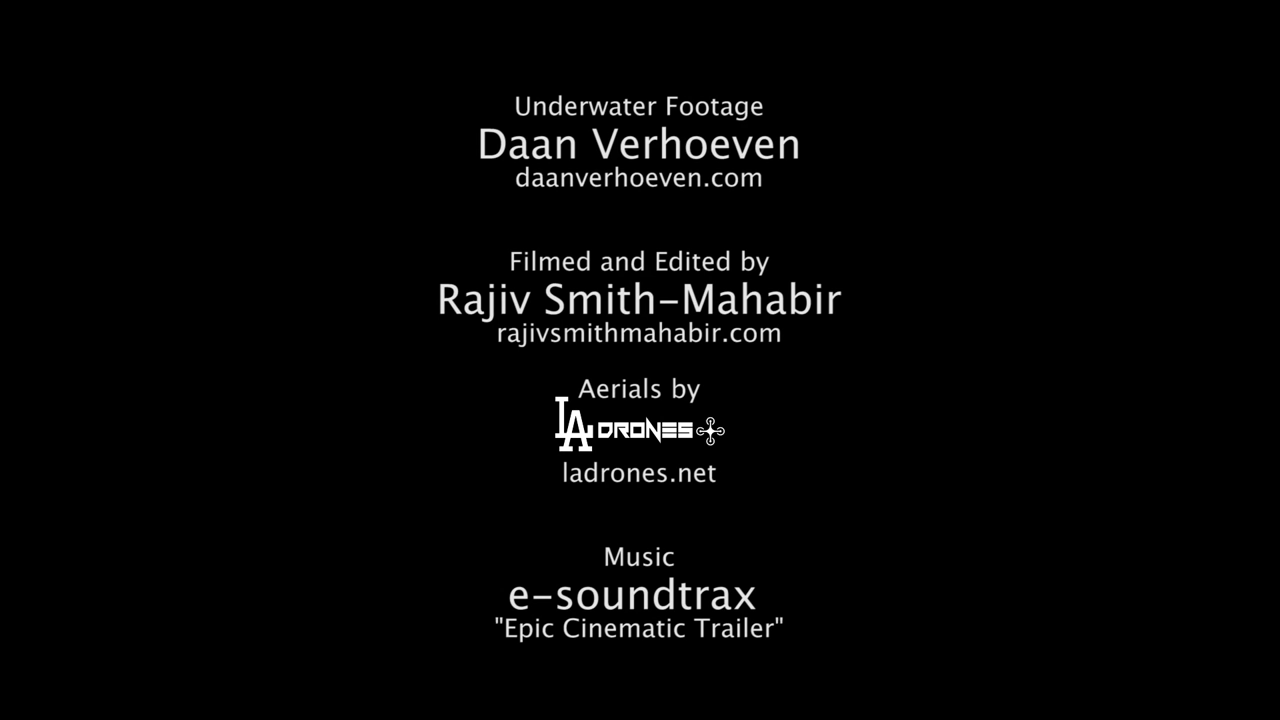 Underwater Footage
Daan Verhoeven
daanverhoeven.com
Filmed and Edited by
Rajiv Smith-Mahabir
rajivsmithmahabir.com
Aerials by
LA DRONES
ladrones.net
Music
e-soundtrax
"Epic Cinematic Trailer"